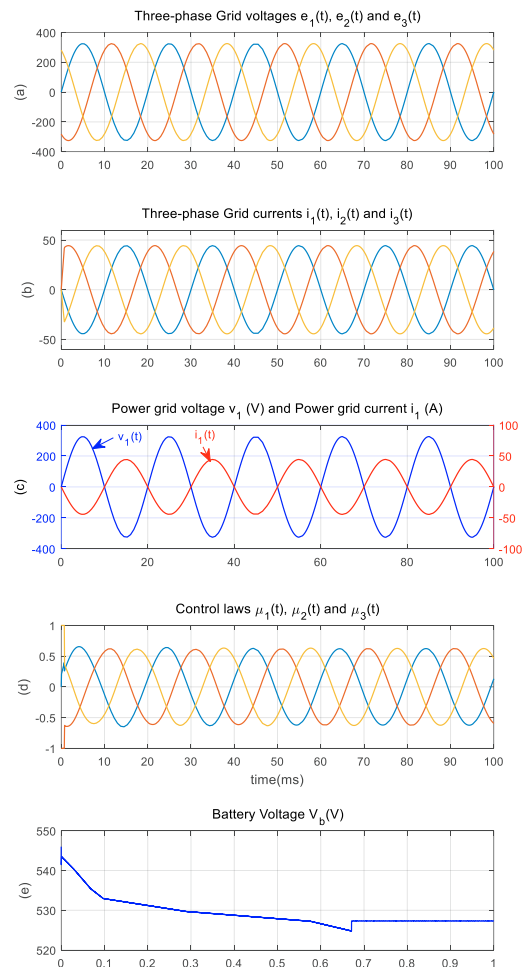 Three-phase Grid voltages e1(t), e2(t) and e3(t)
400
200
0
-200
-400
(a)
0 10 20 30 40 50 60 70 80 90 100
Three-phase Grid currents i1(t), i2(t) and i3(t)
50
0
-50
(b)
0 10 20 30 40 50 60 70 80 90 100
Power grid voltage v1 (V) and Power grid current i1 (A)
400 100
200 50
0 0
-200 -50
-400 -100
(c)
v1(t)
i1(t)
0 20 40 60 80 100
Control laws μ1(t), μ2(t) and μ3(t)
1
0.5
0
-0.5
-1
(d)
0 10 20 30 40 50 60 70 80 90 100
time(ms)
Battery Voltage Vb(V)
550
540
530
520
(e)
0 0.1 0.2 0.3 0.4 0.5 0.6 0.7 0.8 0.9 1